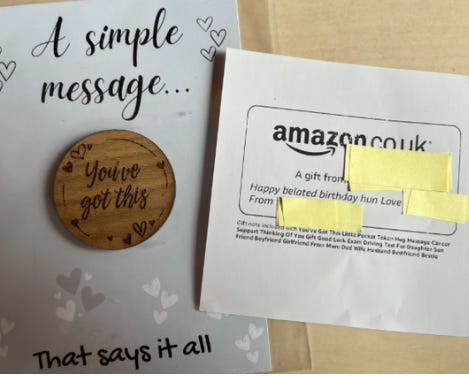 A simple
message...
You've
got this
That says it all
amazon.co.uk
A gift from
Happy belated birthday hun Love
From
Gift note included with You've Got This Little Pocket Token Hug Message Cancer
Support Thinking Of You Gift Good Luck Exam Driving Test For Daughter Son
Friend Boyfriend Girlfriend From Mom Dad Wife Husband Bestfriend Bestie